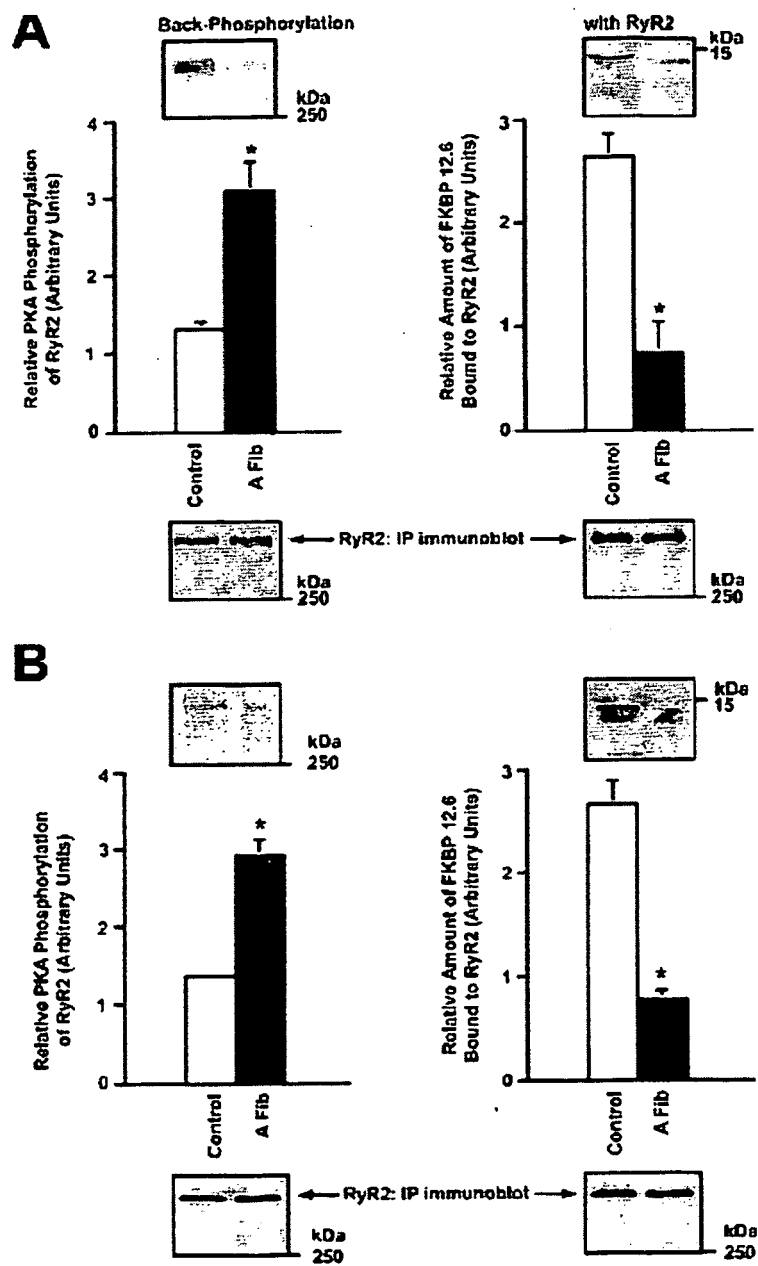 A
Back-Phosphorylation
kDa
250
Relative PKA Phosphorylation
of RyR2 (Arbitrary Units)
4
3
2
1
0
*
Control
A Fib
with RyR2
kDa
15
Relative Amount of FKBP 12.6
Bound to RyR2 (Arbitrary Units)
3
2
1
0
*
Control
A Fib
RyR2: IP immunoblot
kDa
250
kDa
250
B
kDa
250
Relative PKA Phosphorylation
of RyR2 (Arbitrary Units)
4
3
2
1
0
*
Control
A Fib
kDa
15
Relative Amount of FKBP 12.6
Bound to RyR2 (Arbitrary Units)
3
2
1
0
*
Control
A Fib
RyR2: IP immunoblot
kDa
250
kDa
250